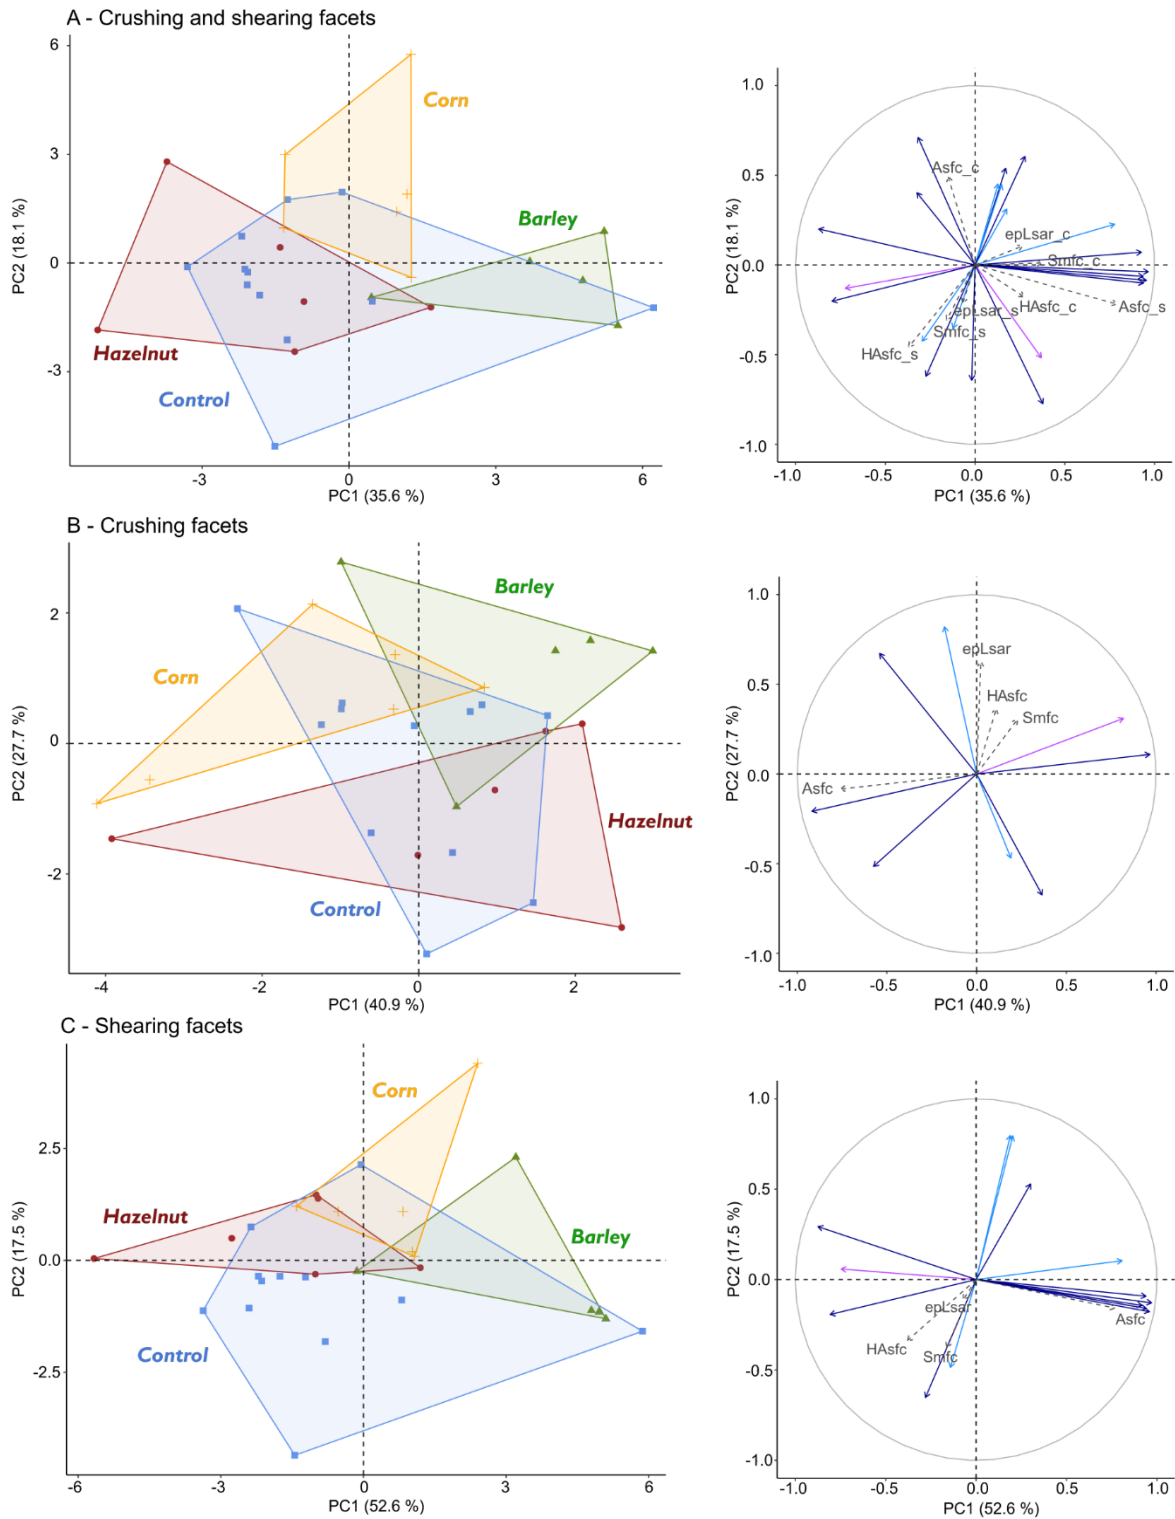 A - Crushing and shearing facets
6
3
0
-3
PC2 (18.1 %)
Corn
Barley
Hazelnut
Control
-3
0
3
6
PC1 (35.6 %)
1.0
0.5
0.0
-0.5
-1.0
PC2 (18.1 %)
Asfc_c
epLsar_c
Smfc_c
HAsfc_c
Asfc_s
epLsar_s
Smfc_s
HAsfc_s
-1.0
-0.5
0.0
0.5
1.0
PC1 (35.6 %)
B - Crushing facets
2
0
-2
PC2 (27.7 %)
Barley
Corn
Hazelnut
Control
-4
-2
0
2
PC1 (40.9 %)
1.0
0.5
0.0
-0.5
-1.0
PC2 (27.7 %)
epLsar
HAsfc
Smfc
Asfc
-1.0
-0.5
0.0
0.5
1.0
PC1 (40.9 %)
C - Shearing facets
2.5
0.0
-2.5
PC2 (17.5 %)
Corn
Hazelnut
Barley
Control
-6
-3
0
3
6
PC1 (52.6 %)
1.0
0.5
0.0
-0.5
-1.0
PC2 (17.5 %)
epLsar
Asfc
HAsfc
Smfc
-1.0
-0.5
0.0
0.5
1.0
PC1 (52.6 %)